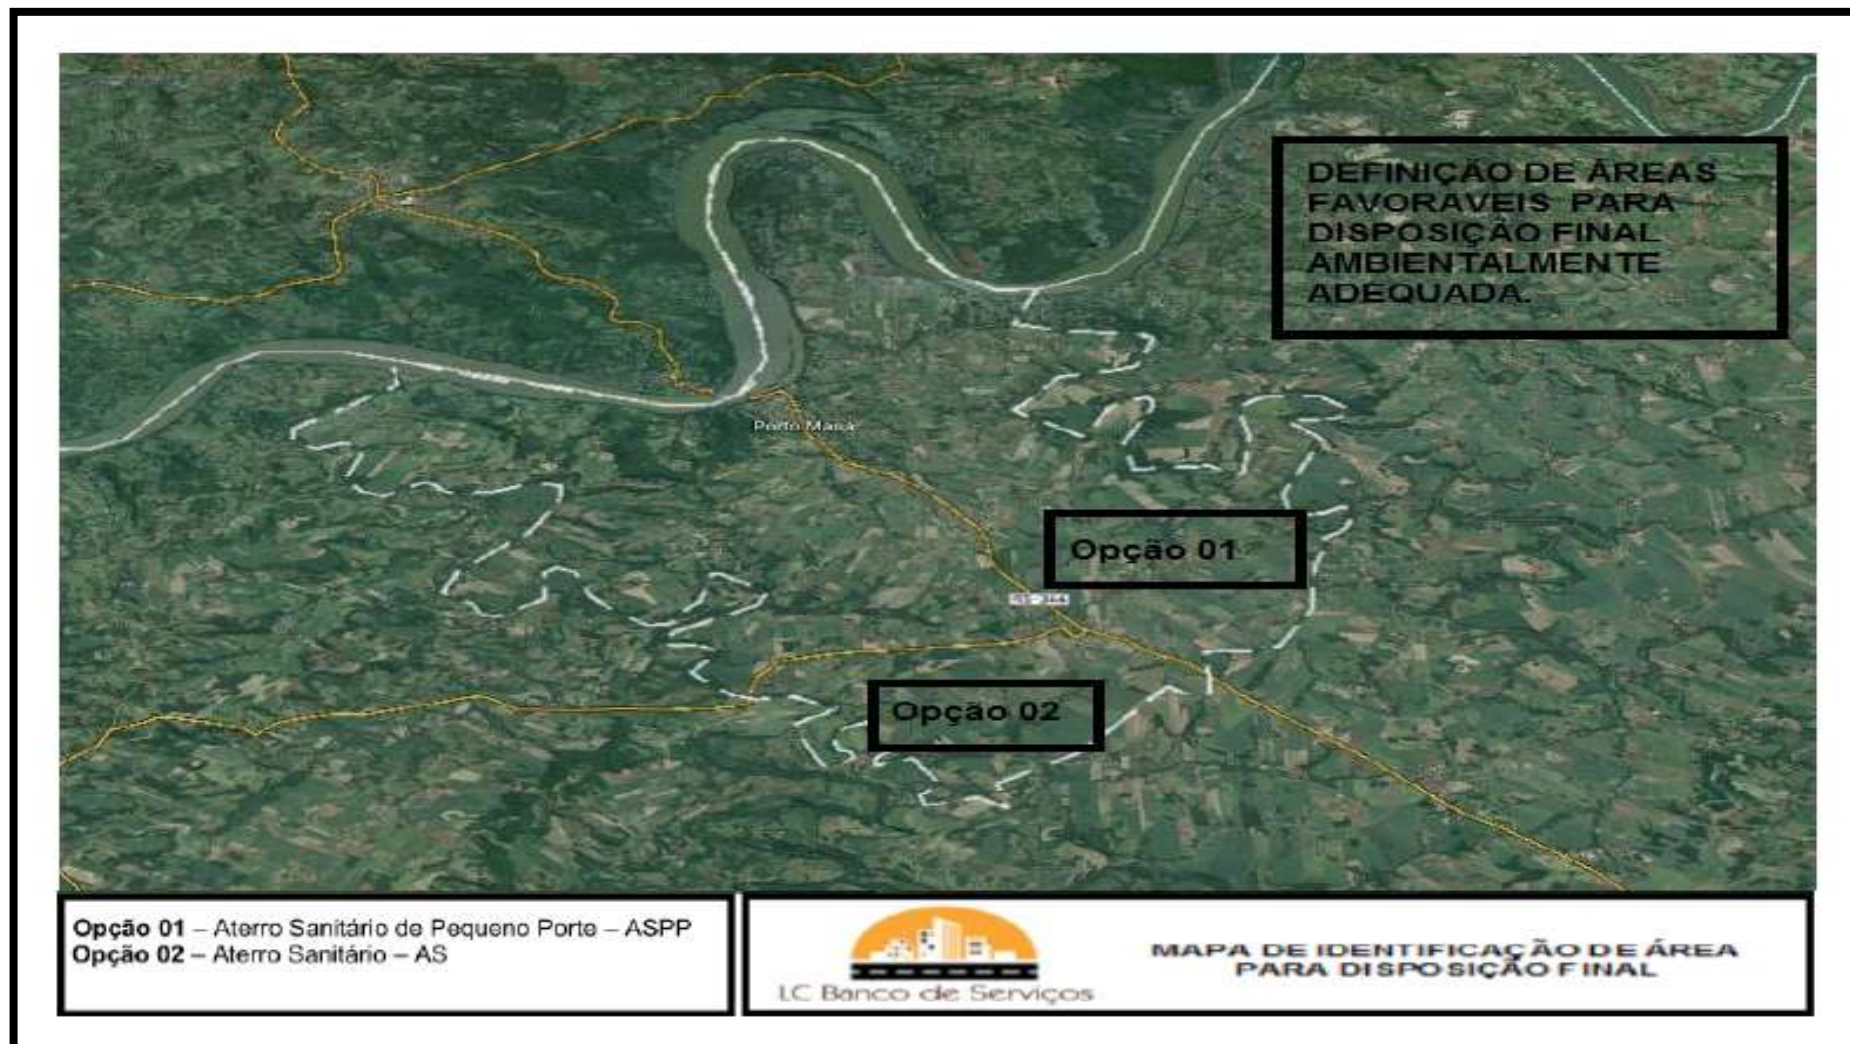 DEFINIÇÃO DE ÁREAS
FAVORAVEIS PARA
DISPOSIÇÃO FINAL
AMBIENTALMENTE
ADEQUADA.
Porto Mauá
Opção 01
Opção 02
Opção 01 – Aterro Sanitário de Pequeno Porte – ASPP
Opção 02 – Aterro Sanitário – AS
LC Banco de Serviços
MAPA DE IDENTIFICAÇÃO DE ÁREA
PARA DISPOSIÇÃO FINAL